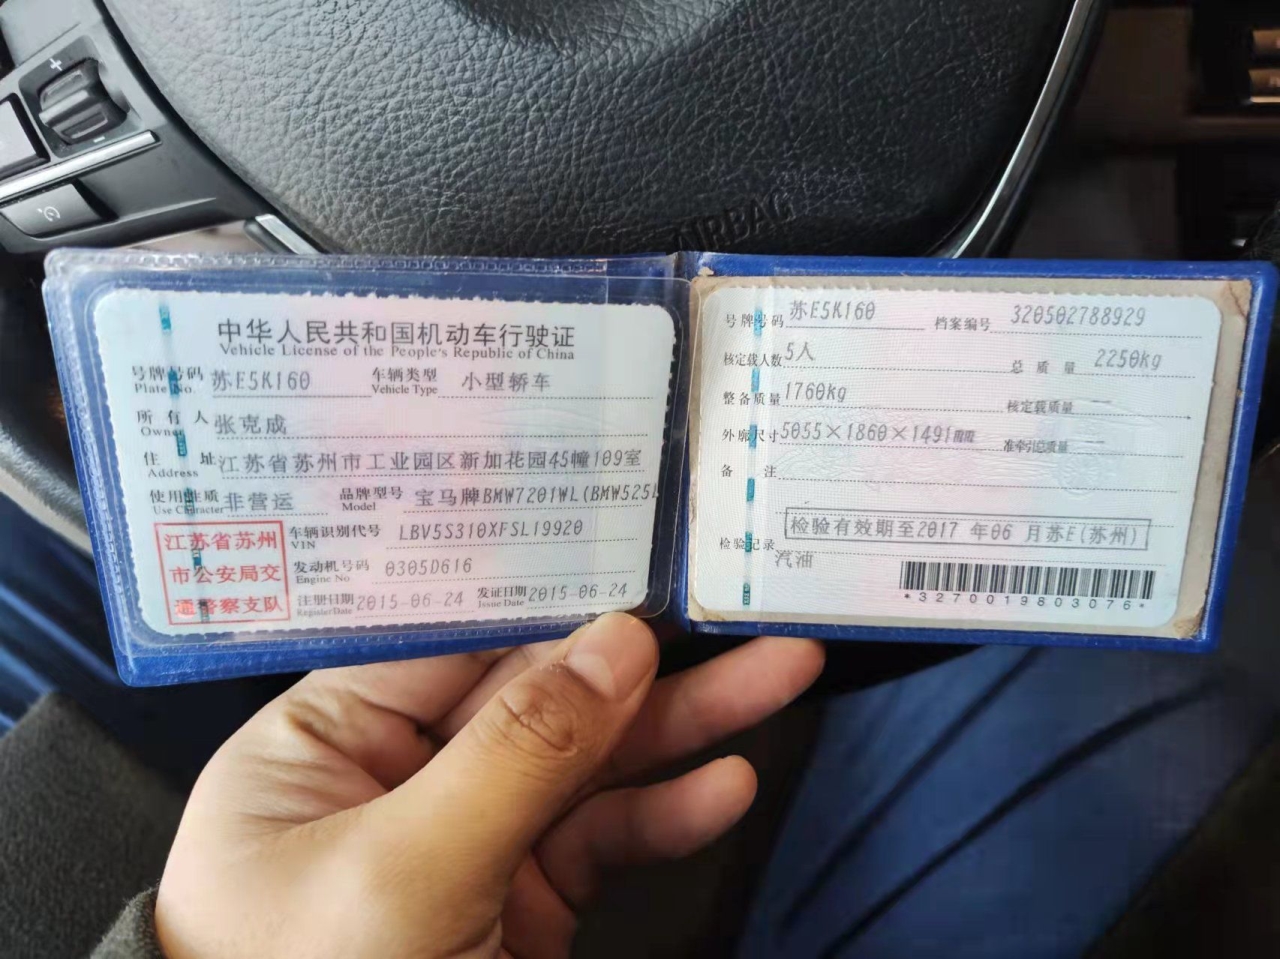 AIRBAG
中华人民共和国机动车行驶证
Vehicle License of the People's Republic of China
号牌号码 苏E5K160 车辆类型 小型轿车
Plate No. Vehicle Type
所有人 张克成
Owner
住址 江苏省苏州市工业园区新加花园45幢109室
Address
使用性质 非营运 品牌型号 宝马牌BMW7201WL(BMW525L
Use Character Model
江苏省苏州
市公安局交
通警察支队
车辆识别代号 LBV5S310XFSL19920
VIN
发动机号码 0305D616
Engine No
注册日期 2015-06-24 发证日期 2015-06-24
Register Date Issue Date
号牌号码 苏E5K160 档案编号 320502788929
核定载人数 5人 总质量 2250kg
整备质量 1760kg 核定载质量 —
外廓尺寸 5055×1860×1491 准牵引总质量 —
备注
检验有效期至2017 年06 月苏E(苏州)
检验记录
汽油
*3270019803076*